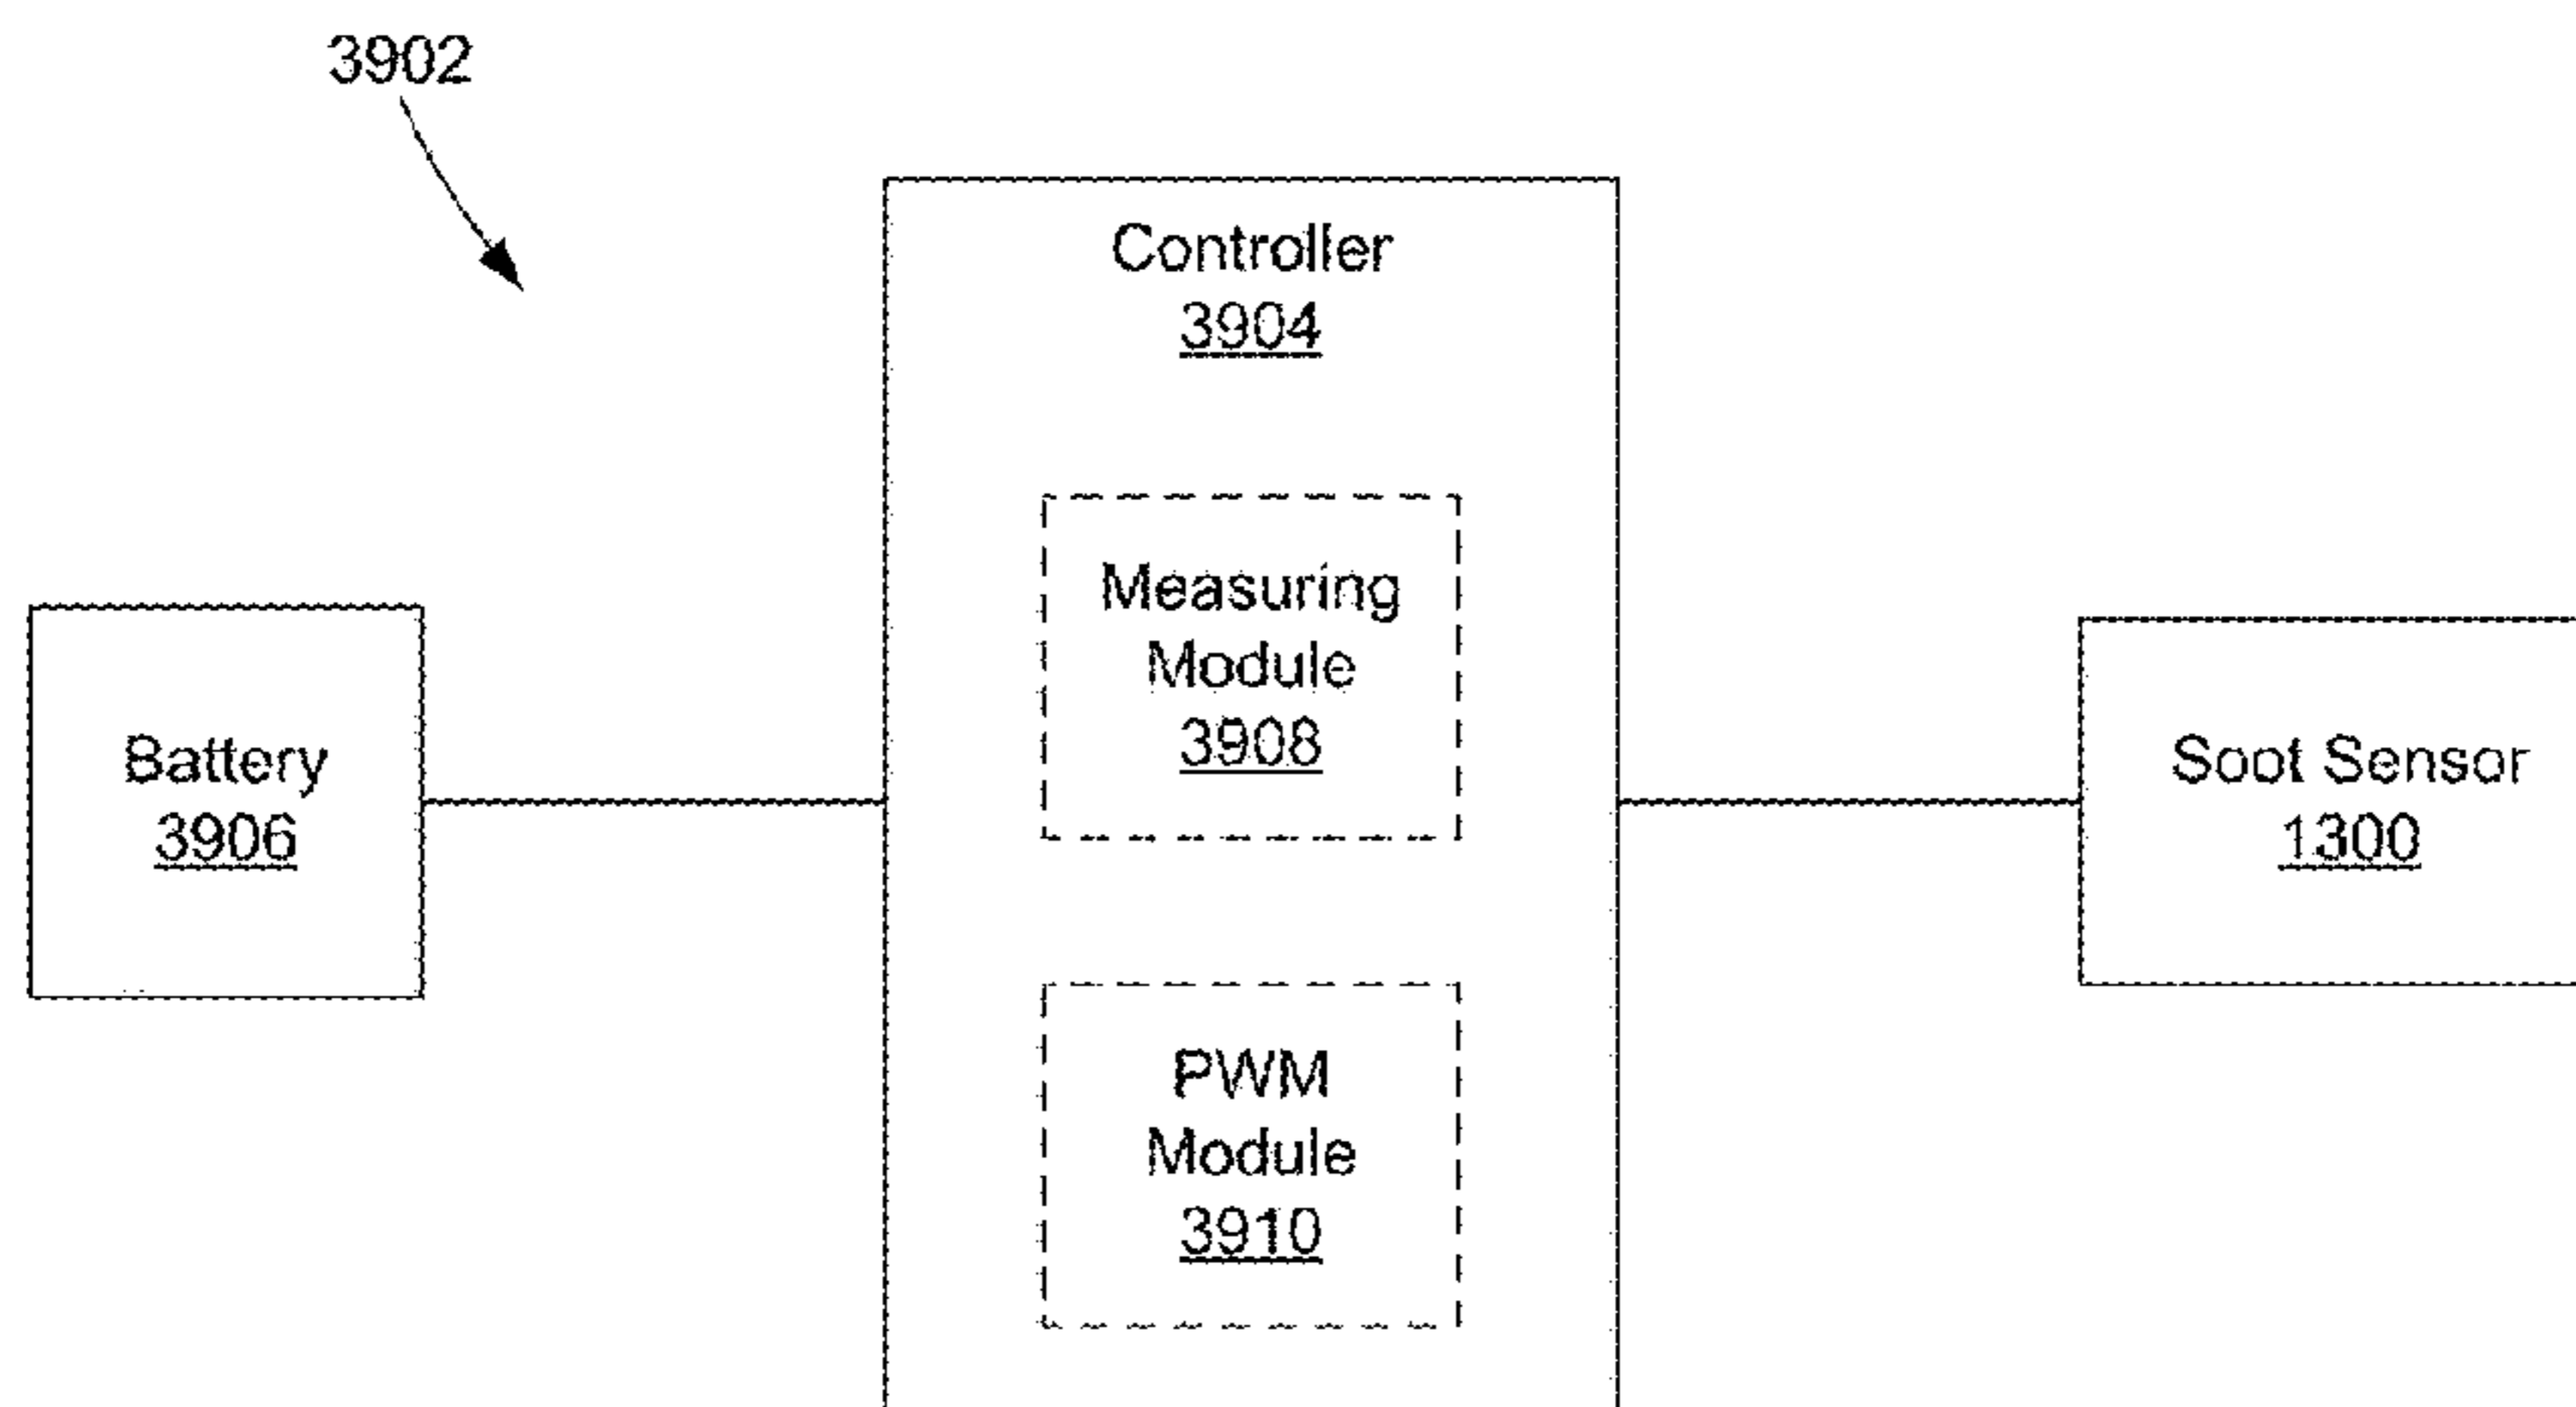 3902
Controller
3904
Measuring
Module
3908
Battery
3906
Soot Sensor
1300
PWM
Module
3910